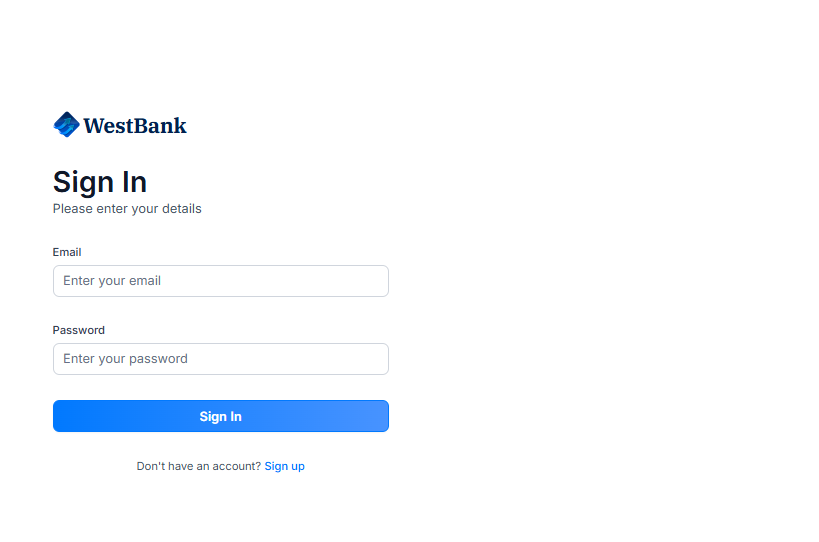 WestBank
Sign In
Please enter your details
Email
Enter your email
Password
Enter your password
Sign In
Don't have an account? Sign up